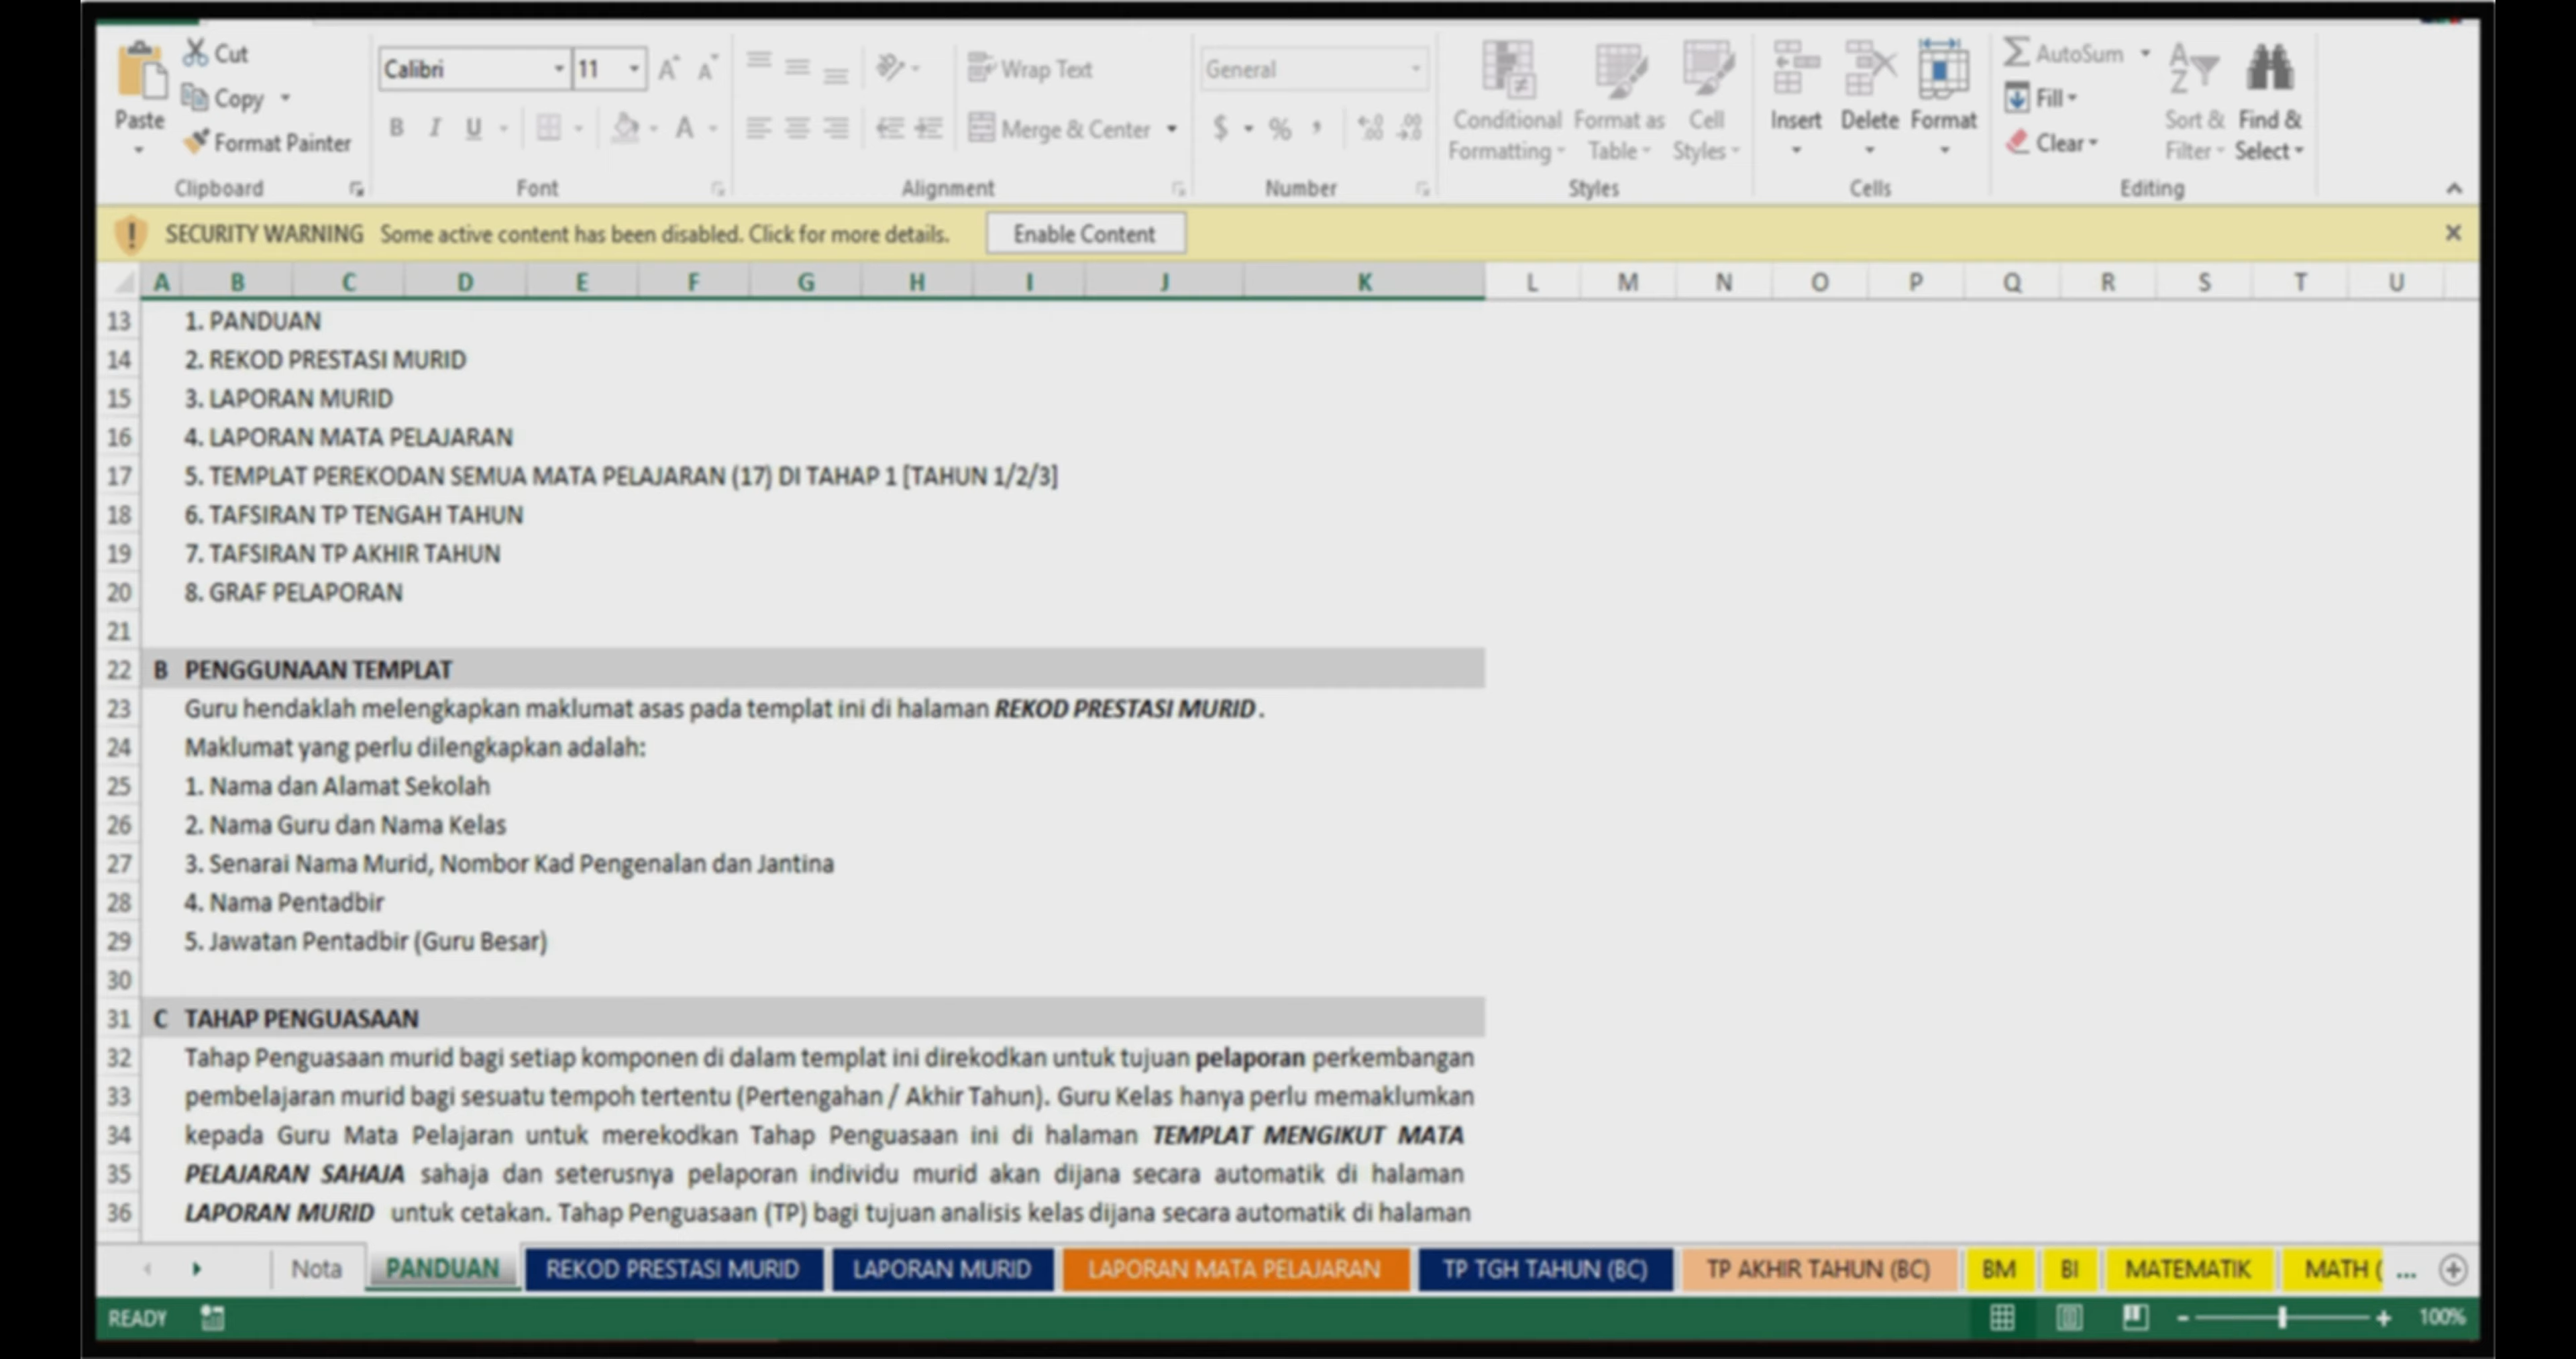 Cut
Copy
Format Painter
Paste
Clipboard
Calibri 11
B I U A
Font
Wrap Text
Merge & Center
Alignment
General
$ % ,
Number
Conditional Formatting
Format as Table
Cell Styles
Styles
Insert Delete Format
Cells
AutoSum
Fill
Clear
Sort & Filter
Find & Select
Editing
SECURITY WARNING Some active content has been disabled. Click for more details. Enable Content
A B C D E F G H I J K L M N O P Q R S T U
13 1. PANDUAN
14 2. REKOD PRESTASI MURID
15 3. LAPORAN MURID
16 4. LAPORAN MATA PELAJARAN
17 5. TEMPLAT PEREKODAN SEMUA MATA PELAJARAN (17) DI TAHAP 1 [TAHUN 1/2/3]
18 6. TAFSIRAN TP TENGAH TAHUN
19 7. TAFSIRAN TP AKHIR TAHUN
20 8. GRAF PELAPORAN
21
22 B PENGGUNAAN TEMPLAT
23 Guru hendaklah melengkapkan maklumat asas pada templat ini di halaman REKOD PRESTASI MURID.
24 Maklumat yang perlu dilengkapkan adalah:
25 1. Nama dan Alamat Sekolah
26 2. Nama Guru dan Nama Kelas
27 3. Senarai Nama Murid, Nombor Kad Pengenalan dan Jantina
28 4. Nama Pentadbir
29 5. Jawatan Pentadbir (Guru Besar)
30
31 C TAHAP PENGUASAAN
32 Tahap Penguasaan murid bagi setiap komponen di dalam templat ini direkodkan untuk tujuan pelaporan perkembangan
33 pembelajaran murid bagi sesuatu tempoh tertentu (Pertengahan / Akhir Tahun). Guru Kelas hanya perlu memaklumkan
34 kepada Guru Mata Pelajaran untuk merekodkan Tahap Penguasaan ini di halaman TEMPLAT MENGIKUT MATA
35 PELAJARAN SAHAJA sahaja dan seterusnya pelaporan individu murid akan dijana secara automatik di halaman
36 LAPORAN MURID untuk cetakan. Tahap Penguasaan (TP) bagi tujuan analisis kelas dijana secara automatik di halaman
Nota PANDUAN REKOD PRESTASI MURID LAPORAN MURID LAPORAN MATA PELAJARAN TP TGH TAHUN (BC) TP AKHIR TAHUN (BC) BM BI MATEMATIK MATH ( ...
READY 100%